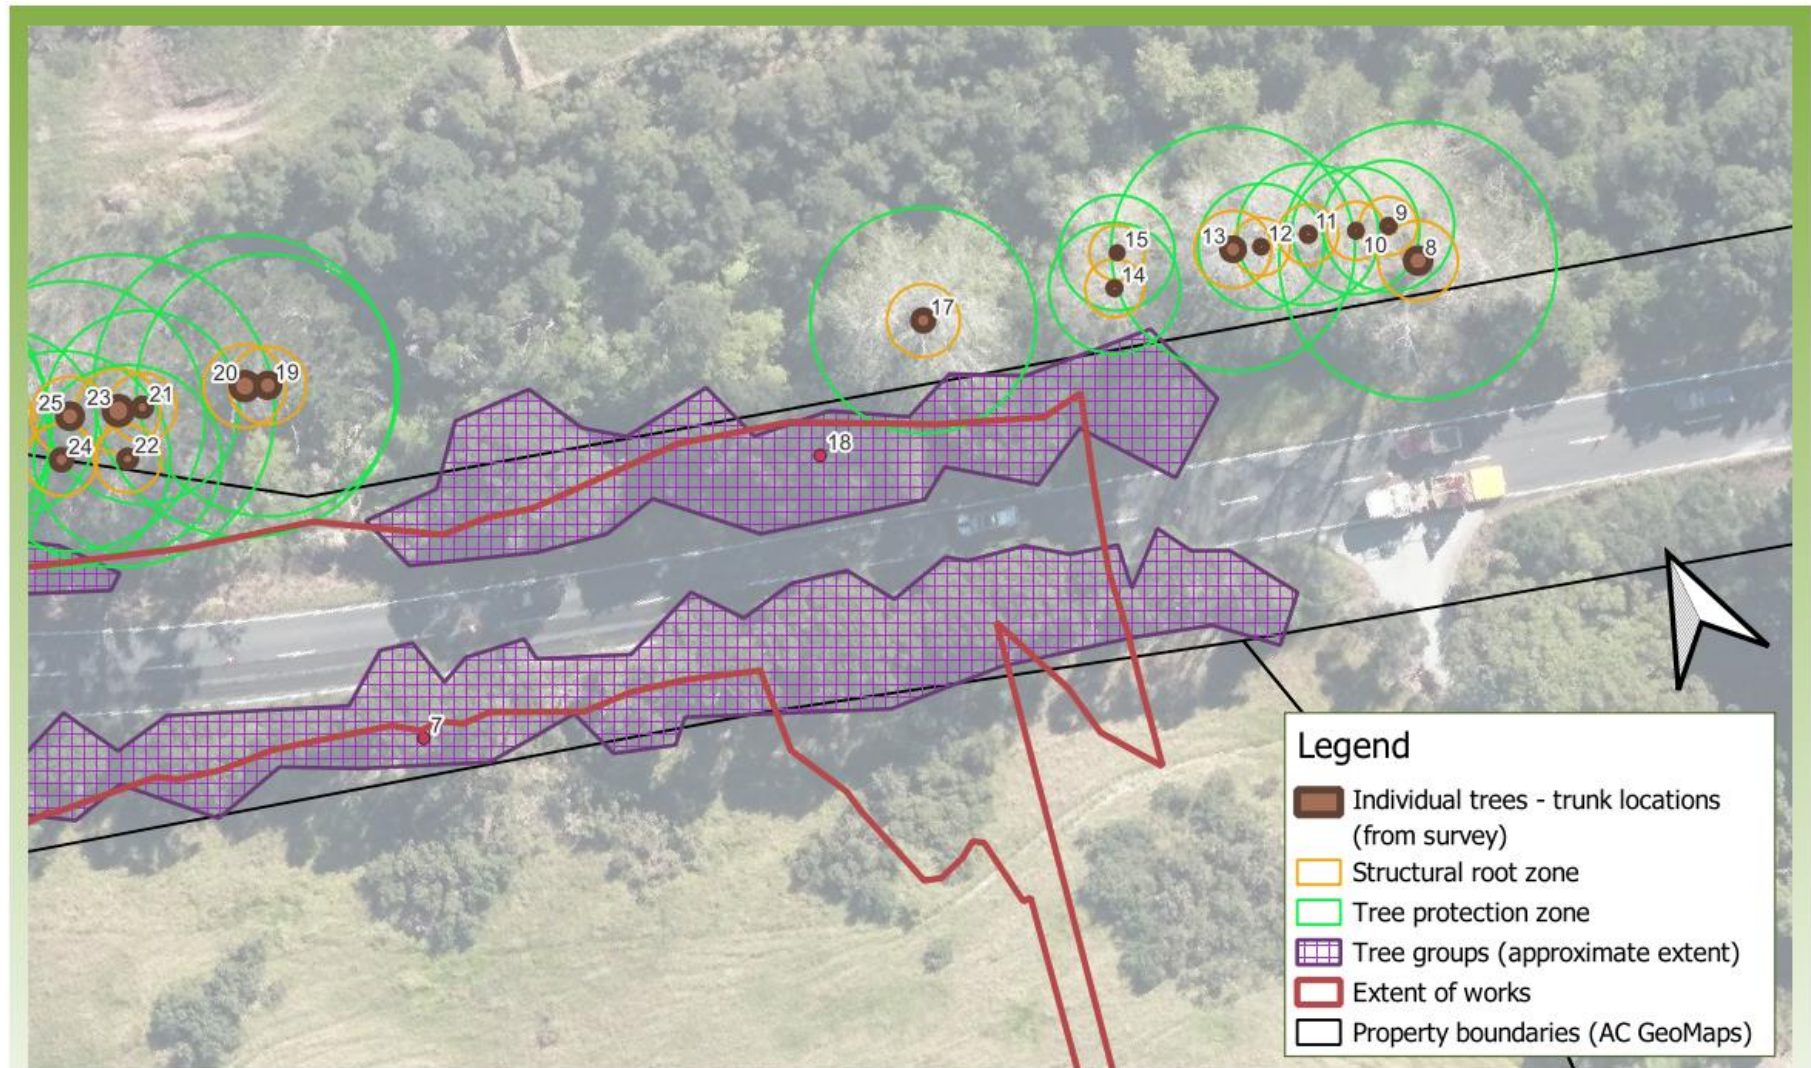 9
11
13
12
10
8
15
14
17
20
19
25
23
21
24
22
18
7
Legend
Individual trees - trunk locations
(from survey)
Structural root zone
Tree protection zone
Tree groups (approximate extent)
Extent of works
Property boundaries (AC GeoMaps)